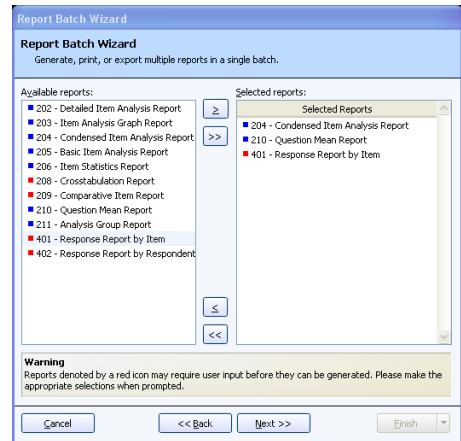 Report Batch Wizard
Report Batch Wizard
Generate, print, or export multiple reports in a single batch.
Available reports:
202 - Detailed Item Analysis Report
203 - Item Analysis Graph Report
204 - Condensed Item Analysis Report
205 - Basic Item Analysis Report
206 - Item Statistics Report
208 - Crosstabulation Report
209 - Comparative Item Report
210 - Question Mean Report
211 - Analysis Group Report
401 - Response Report by Item
402 - Response Report by Respondent
>
>>
<
<<
Selected reports:
Selected Reports
204 - Condensed Item Analysis Report
210 - Question Mean Report
401 - Response Report by Item
Warning
Reports denoted by a red icon may require user input before they can be generated. Please make the
appropriate selections when prompted.
Cancel
<< Back
Next >>
Finish